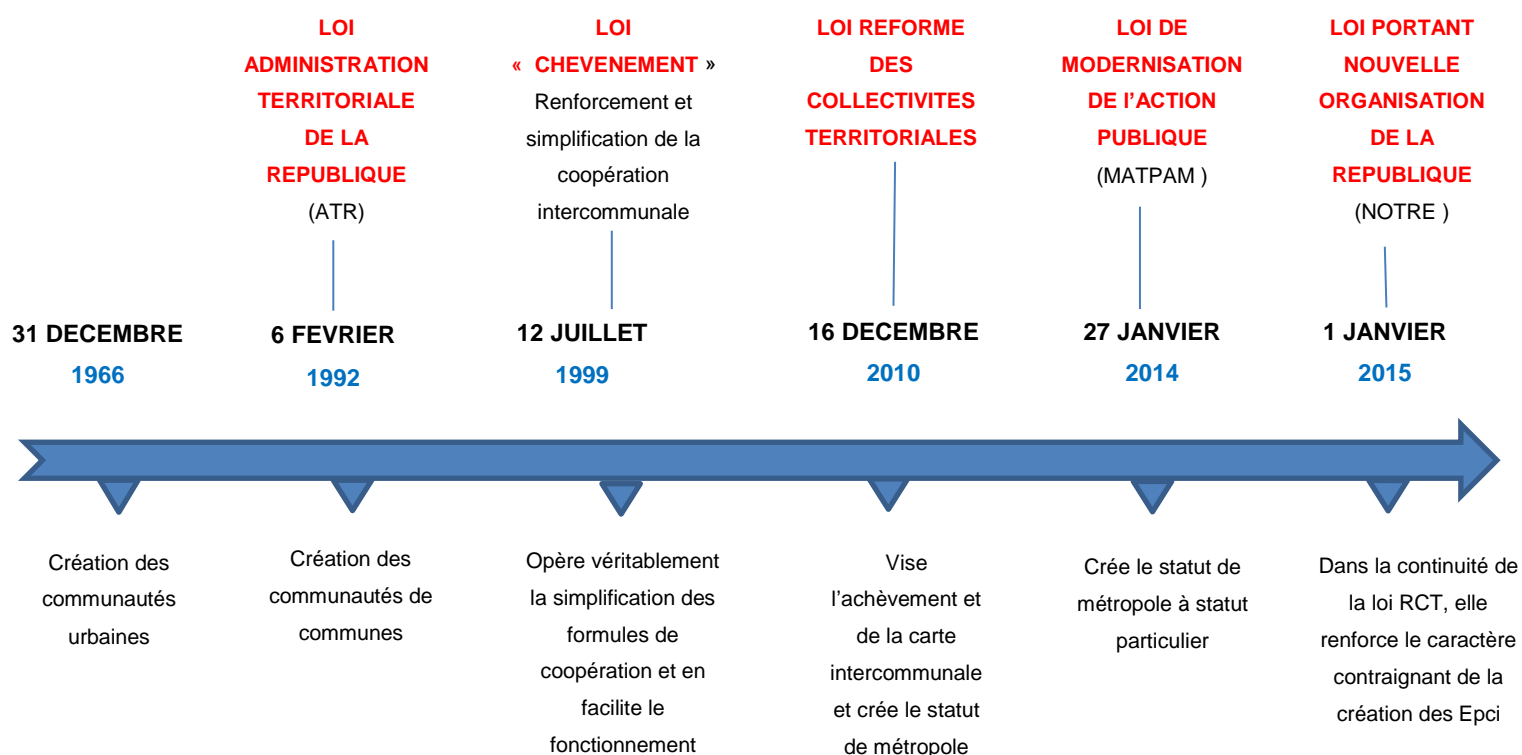 LOI
ADMINISTRATION
TERRITORIALE
DE LA
REPUBLIQUE
(ATR)
LOI
« CHEVENEMENT »
Renforcement et
simplification de la
coopération
intercommunale
LOI REFORME
DES
COLLECTIVITES
TERRITORIALES
LOI DE
MODERNISATION
DE l'ACTION
PUBLIQUE
(MATPAM )
LOI PORTANT
NOUVELLE
ORGANISATION
DE LA
REPUBLIQUE
(NOTRE )
31 DECEMBRE
1966
6 FEVRIER
1992
12 JUILLET
1999
16 DECEMBRE
2010
27 JANVIER
2014
1 JANVIER
2015
Création des
communautés
urbaines
Création des
communautés de
communes
Opère véritablement
la simplification des
formules de
coopération et en
facilite le
fonctionnement
Vise
l'achèvement et
de la carte
intercommunale
et crée le statut
de métropole
Crée le statut de
métropole à statut
particulier
Dans la continuité de
la loi RCT, elle
renforce le caractère
contraignant de la
création des Epci